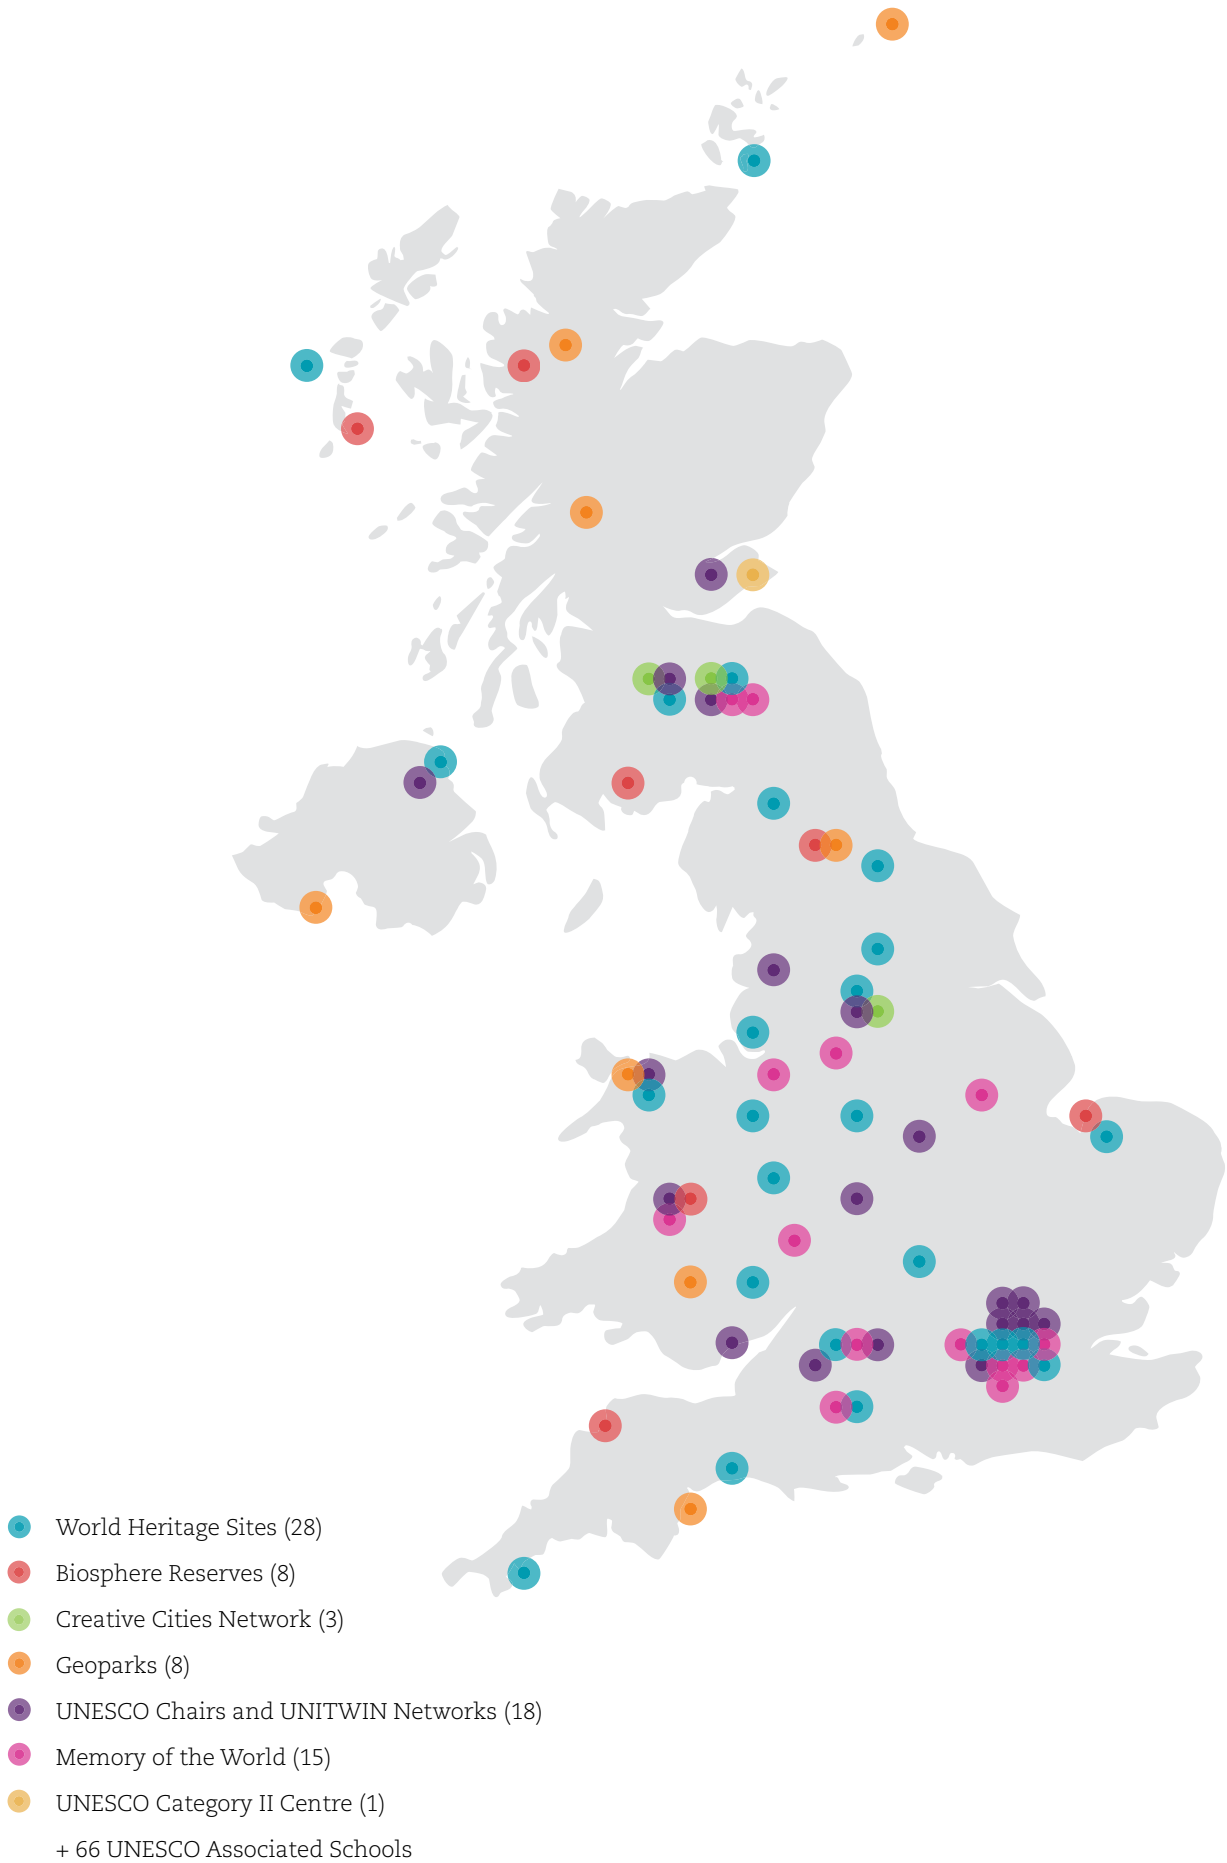 World Heritage Sites (28)
Biosphere Reserves (8)
Creative Cities Network (3)
Geoparks (8)
UNESCO Chairs and UNITWIN Networks (18)
Memory of the World (15)
UNESCO Category II Centre (1)
+ 66 UNESCO Associated Schools